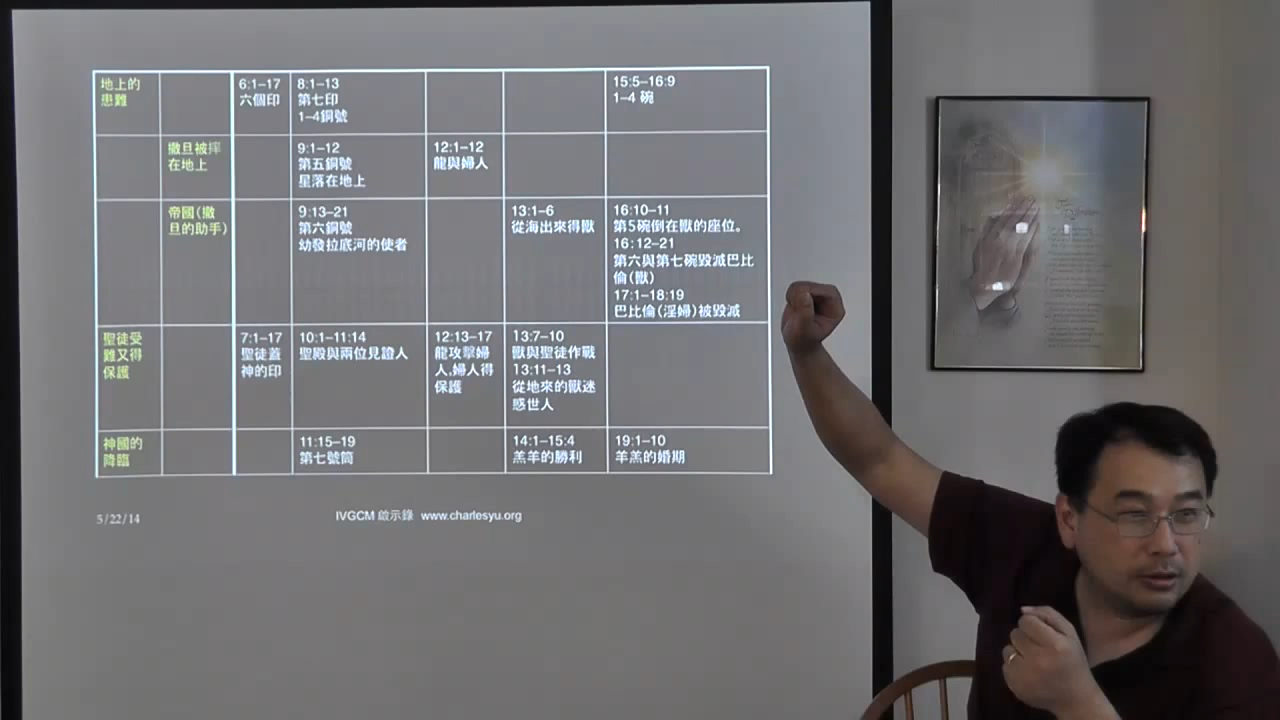 地上的
患難
6:1–17
六個印
8:1–13
第七印
1–4銅號
15:5–16:9
1–4 碗
撒旦被摔
在地上
9:1–12
第五銅號
星落在地上
12:1–12
龍與婦人
帝國(撒
旦的助手)
9:13–21
第六銅號
幼發拉底河的使者
13:1–6
從海出來得獸
16:10–11
第5碗倒在獸的座位。
16:12–21
第六與第七碗毀滅巴比
倫(獸)
17:1–18:19
巴比倫(淫婦)被毀滅
聖徒受
難又得
保護
7:1–17
聖徒蓋
神的印
10:1–11:14
聖殿與兩位見證人
12:13–17
龍攻擊婦
人,婦人得
保護
13:7–10
獸與聖徒作戰
13:11–13
從地來的獸迷
惑世人
神國的
降臨
11:15–19
第七號筒
14:1–15:4
羔羊的勝利
19:1–10
羊羔的婚期
5/22/14
IVGCM 啟示錄 www.charlesyu.org